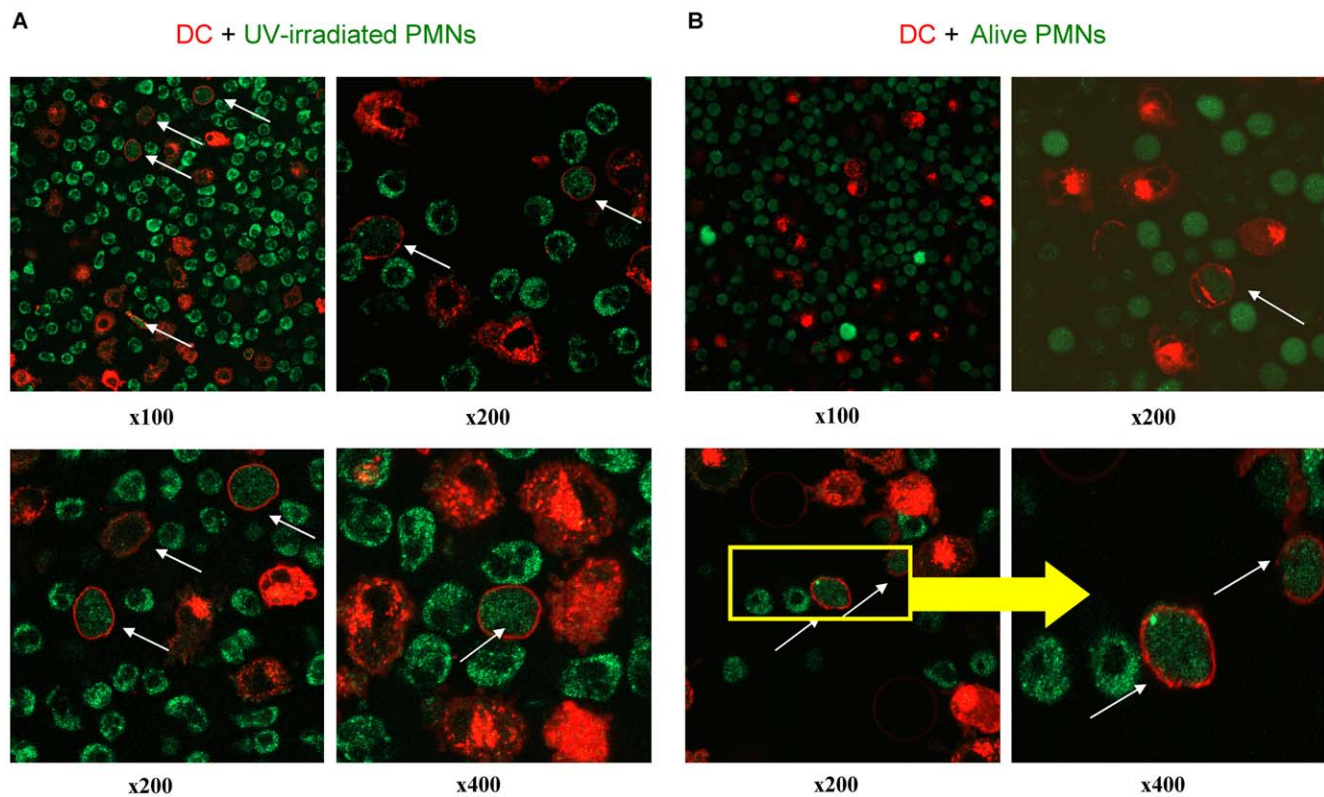 A
DC + UV-irradiated PMNs
B
DC + Alive PMNs
x100
x200
x100
x200
x200
x400
x200
x400